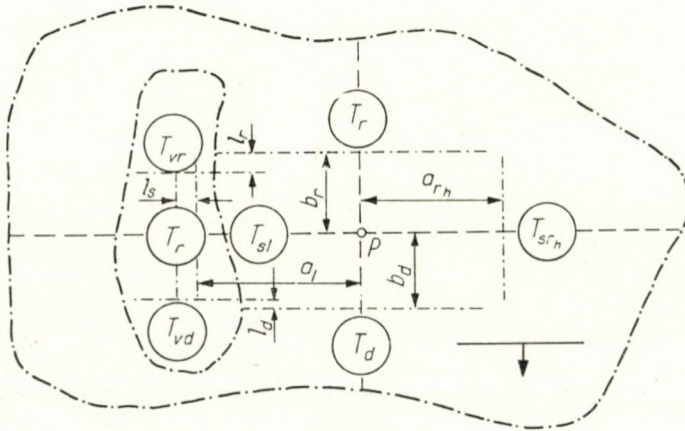 T_r
T_vr
l_r
b_r
a_rh
l_s
T_r
T_sl
P
T_srh
a_l
b_d
l_d
T_vd
T_d